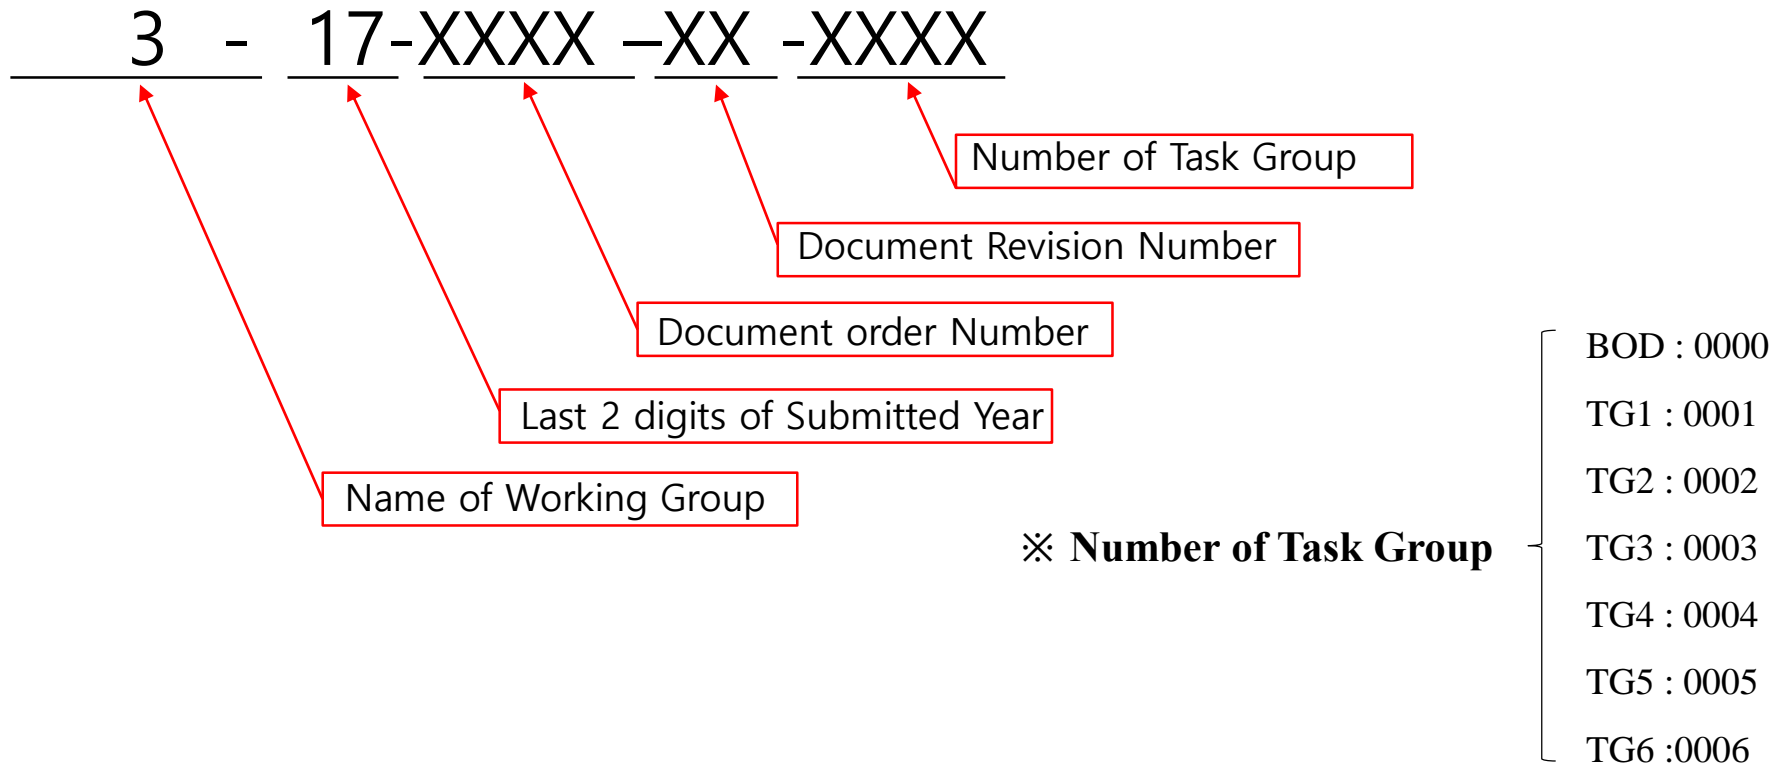 3 - 17-XXXX –XX -XXXX
Number of Task Group
Document Revision Number
Document order Number
Last 2 digits of Submitted Year
Name of Working Group
※ Number of Task Group
BOD : 0000
TG1 : 0001
TG2 : 0002
TG3 : 0003
TG4 : 0004
TG5 : 0005
TG6 :0006